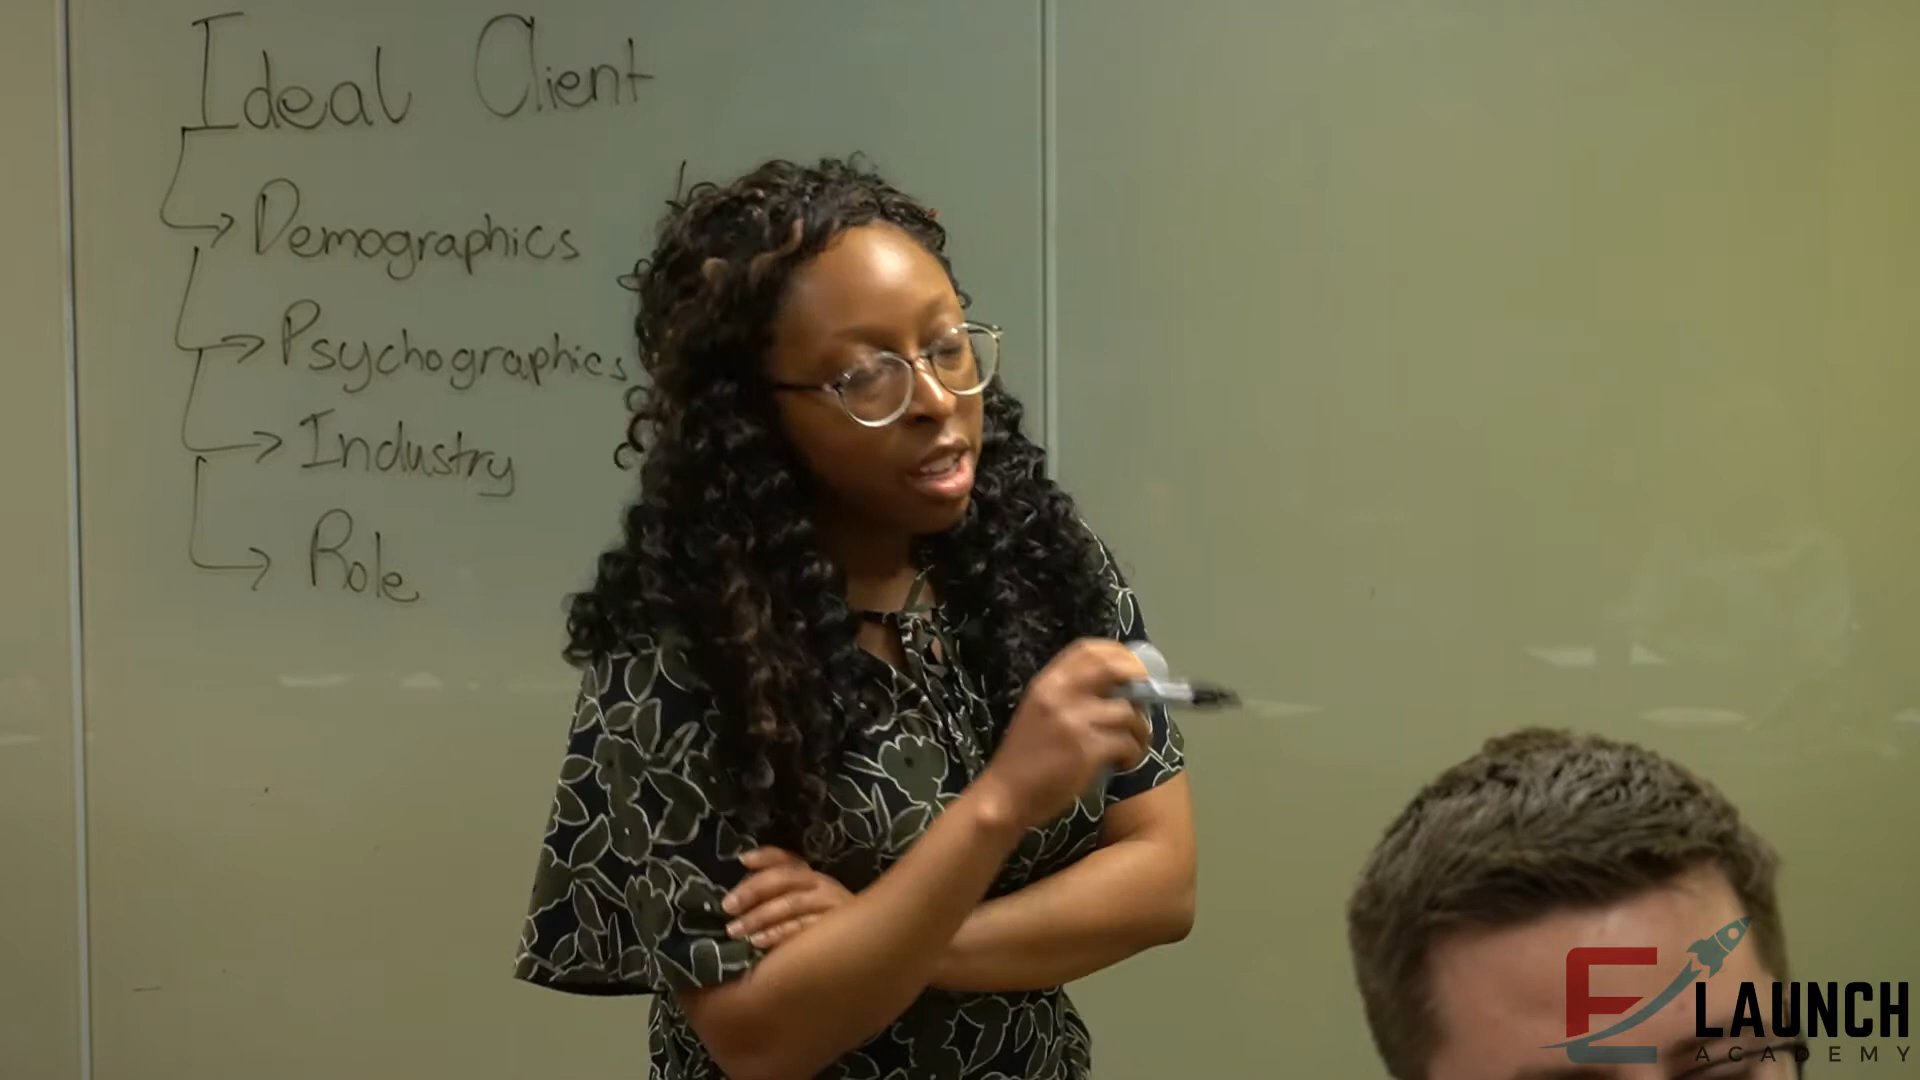 Ideal Client
Demographics
Psychographics
Industry
Role
E LAUNCH
ACADEMY